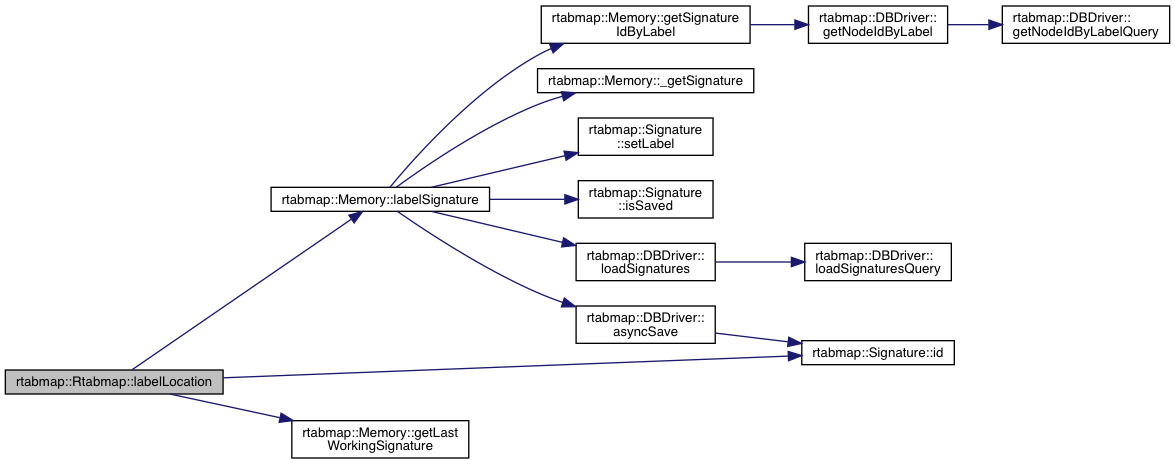 rtabmap::Memory::getSignature
IdByLabel
rtabmap::DBDriver::
getNodeIdByLabel
rtabmap::DBDriver::
getNodeIdByLabelQuery
rtabmap::Memory::_getSignature
rtabmap::Signature
::setLabel
rtabmap::Memory::labelSignature
rtabmap::Signature
::isSaved
rtabmap::DBDriver::
loadSignatures
rtabmap::DBDriver::
loadSignaturesQuery
rtabmap::DBDriver::
asyncSave
rtabmap::Signature::id
rtabmap::Rtabmap::labelLocation
rtabmap::Memory::getLast
WorkingSignature